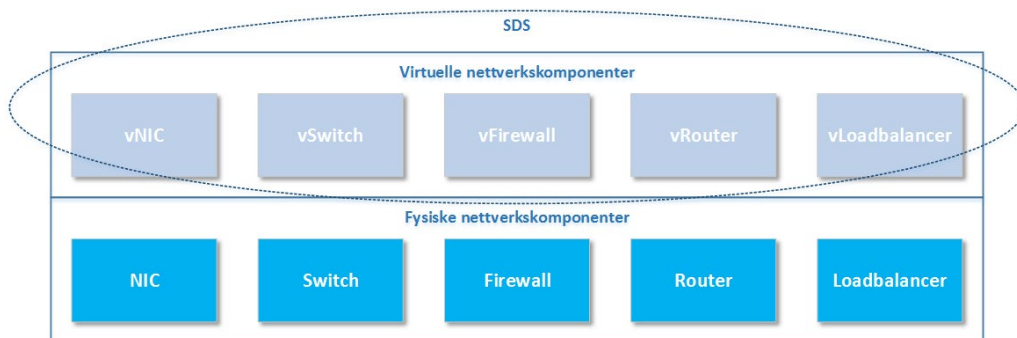 SDS
Virtuelle nettverkskomponenter
vNIC vSwitch vFirewall vRouter vLoadbalancer
Fysiske nettverkskomponenter
NIC Switch Firewall Router Loadbalancer